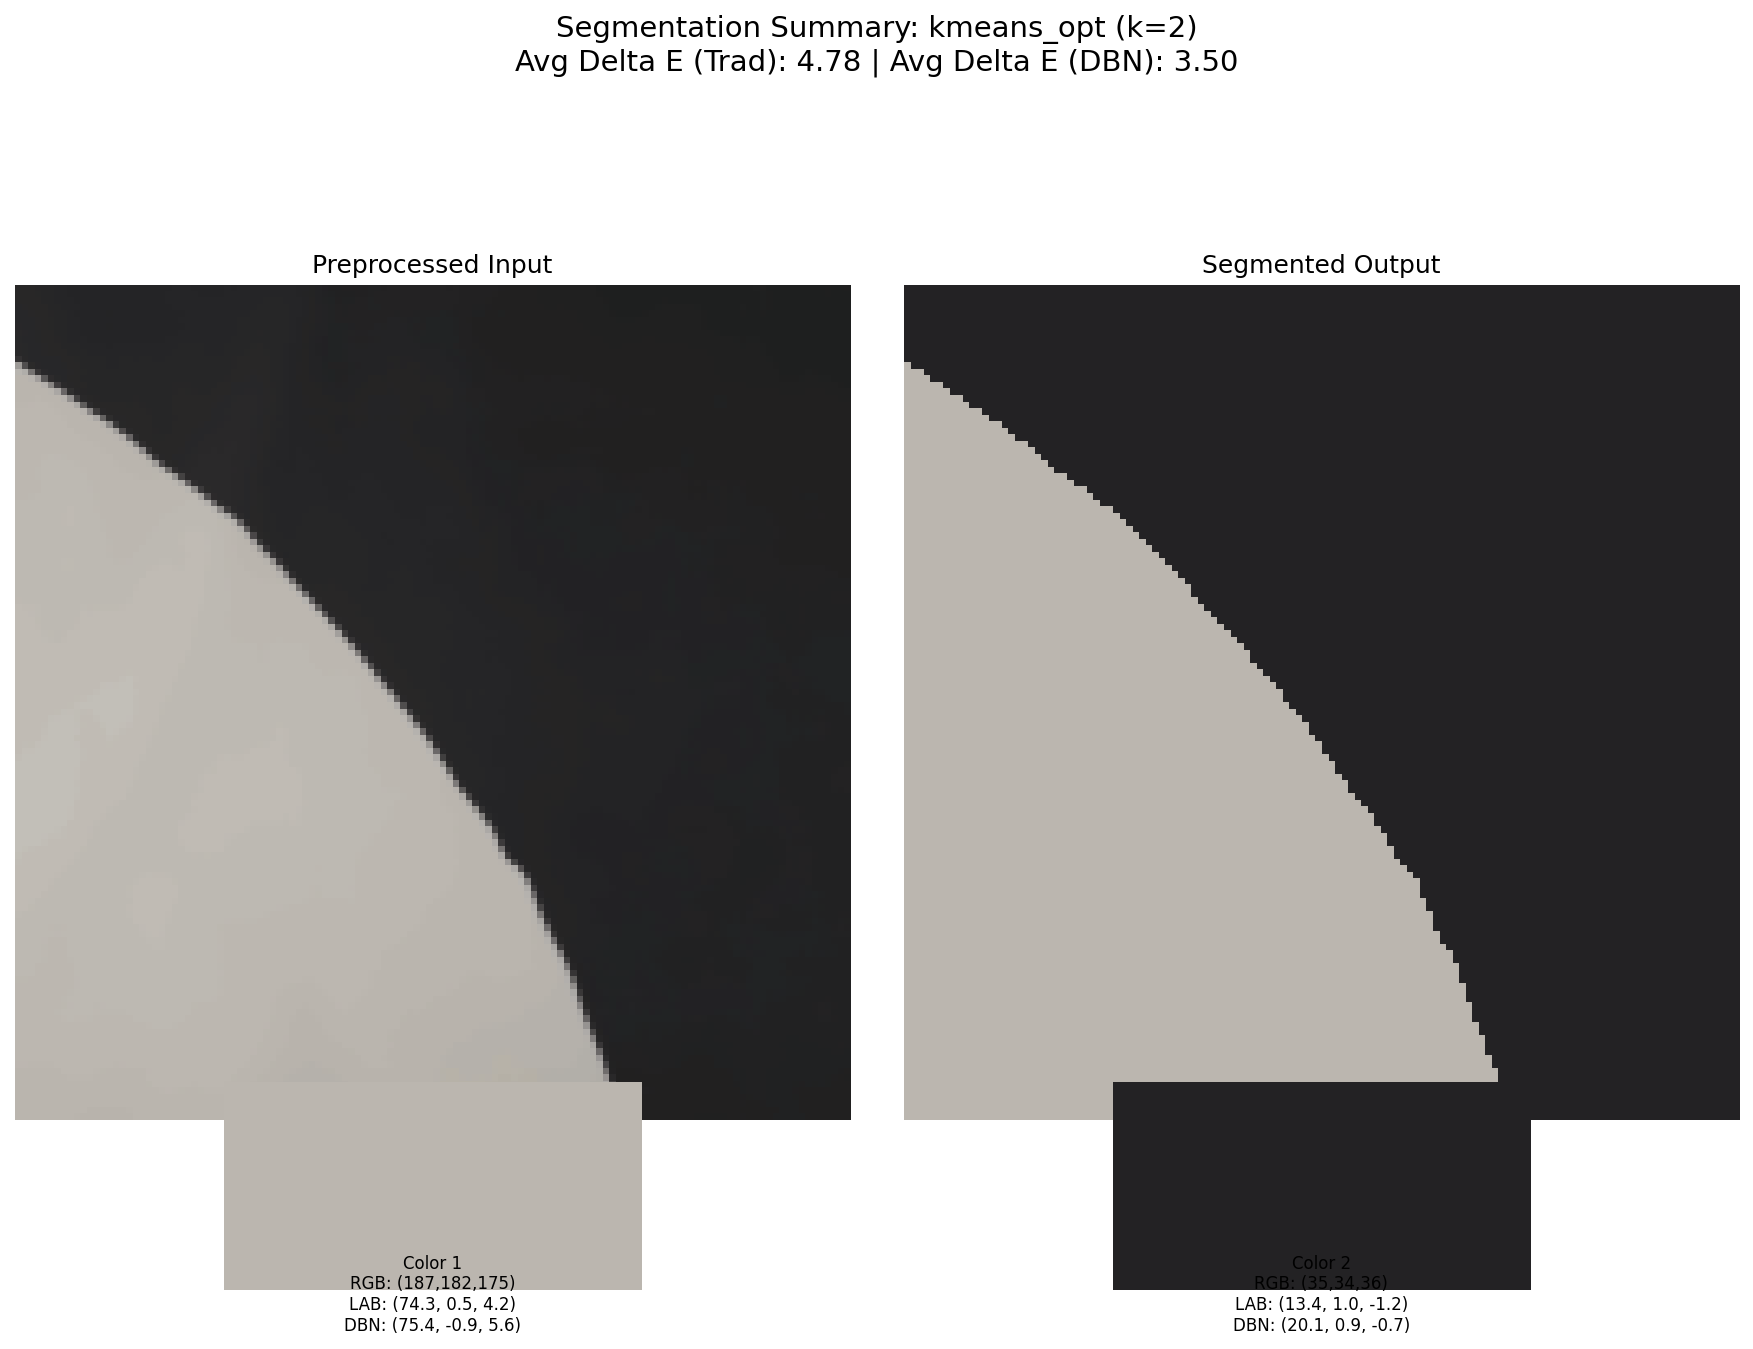 Segmentation Summary: kmeans_opt (k=2)
Avg Delta E (Trad): 4.78 | Avg Delta E (DBN): 3.50
Preprocessed Input
Segmented Output
Color 1
RGB: (187,182,175)
LAB: (74.3, 0.5, 4.2)
DBN: (75.4, -0.9, 5.6)
Color 2
RGB: (35,34,36)
LAB: (13.4, 1.0, -1.2)
DBN: (20.1, 0.9, -0.7)